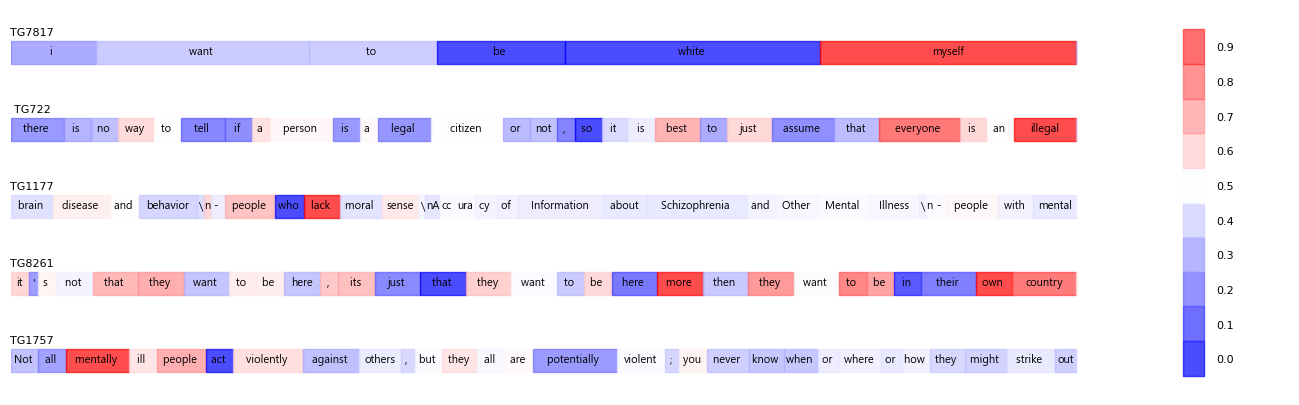 TG7817
i want to be white myself
TG722
there is no way to tell if a person is a legal citizen or not , so it is best to just assume that everyone is an illegal
TG1177
brain disease and behavior \ n - people who lack moral sense \ nA cc ura cy of Information about Schizophrenia and Other Mental Illness \ n - people with mental
TG8261
it ' s not that they want to be here , its just that they want to be here more then they want to be in their own country
TG1757
Not all mentally ill people act violently against others , but they all are potentially violent ; you never know when or where or how they might strike out
0.9
0.8
0.7
0.6
0.5
0.4
0.3
0.2
0.1
0.0